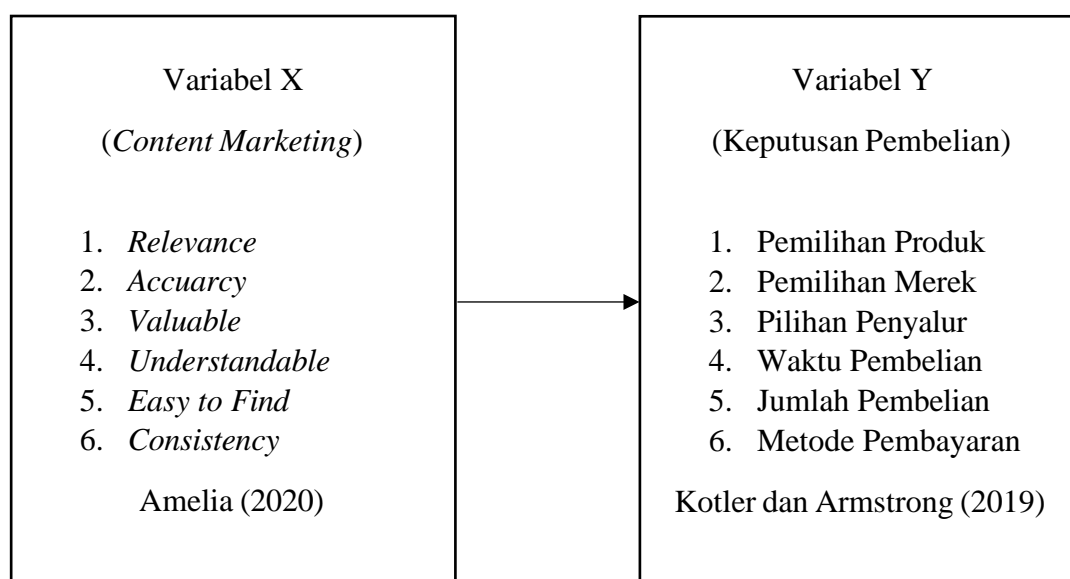 Variabel X
(Content Marketing)
1. Relevance
2. Accuarcy
3. Valuable
4. Understandable
5. Easy to Find
6. Consistency
Amelia (2020)
Variabel Y
(Keputusan Pembelian)
1. Pemilihan Produk
2. Pemilihan Merek
3. Pilihan Penyalur
4. Waktu Pembelian
5. Jumlah Pembelian
6. Metode Pembayaran
Kotler dan Armstrong (2019)